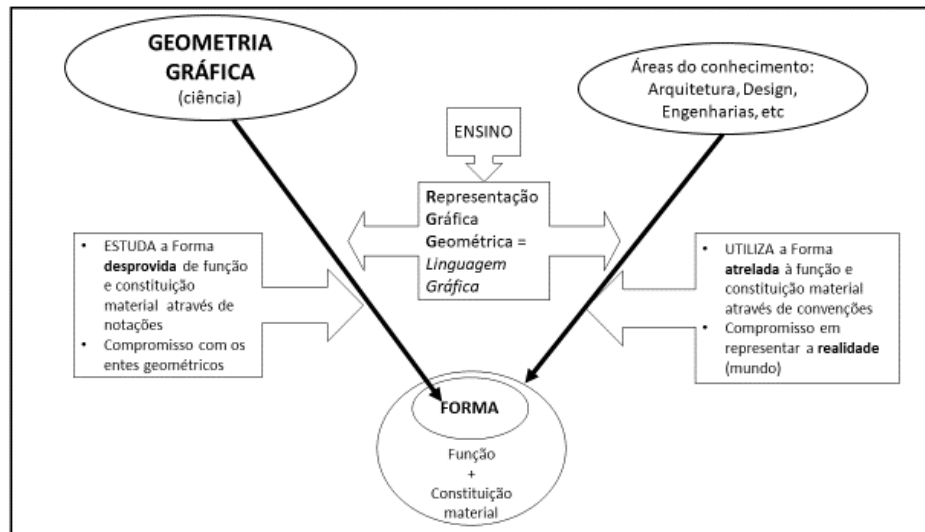 GEOMETRIA
GRÁFICA
(ciência)
Áreas do conhecimento:
Arquitetura, Design,
Engenharias, etc
ENSINO
Representação
Gráfica
Geométrica =
Linguagem
Gráfica
• ESTUDA a Forma
desprovida de função
e constituição
material através de
notações
• Compromisso com os
entes geométricos
• UTILIZA a Forma
atrelada à função e
constituição material
através de convenções
• Compromisso em
representar a realidade
(mundo)
FORMA
Função
+
Constituição
material